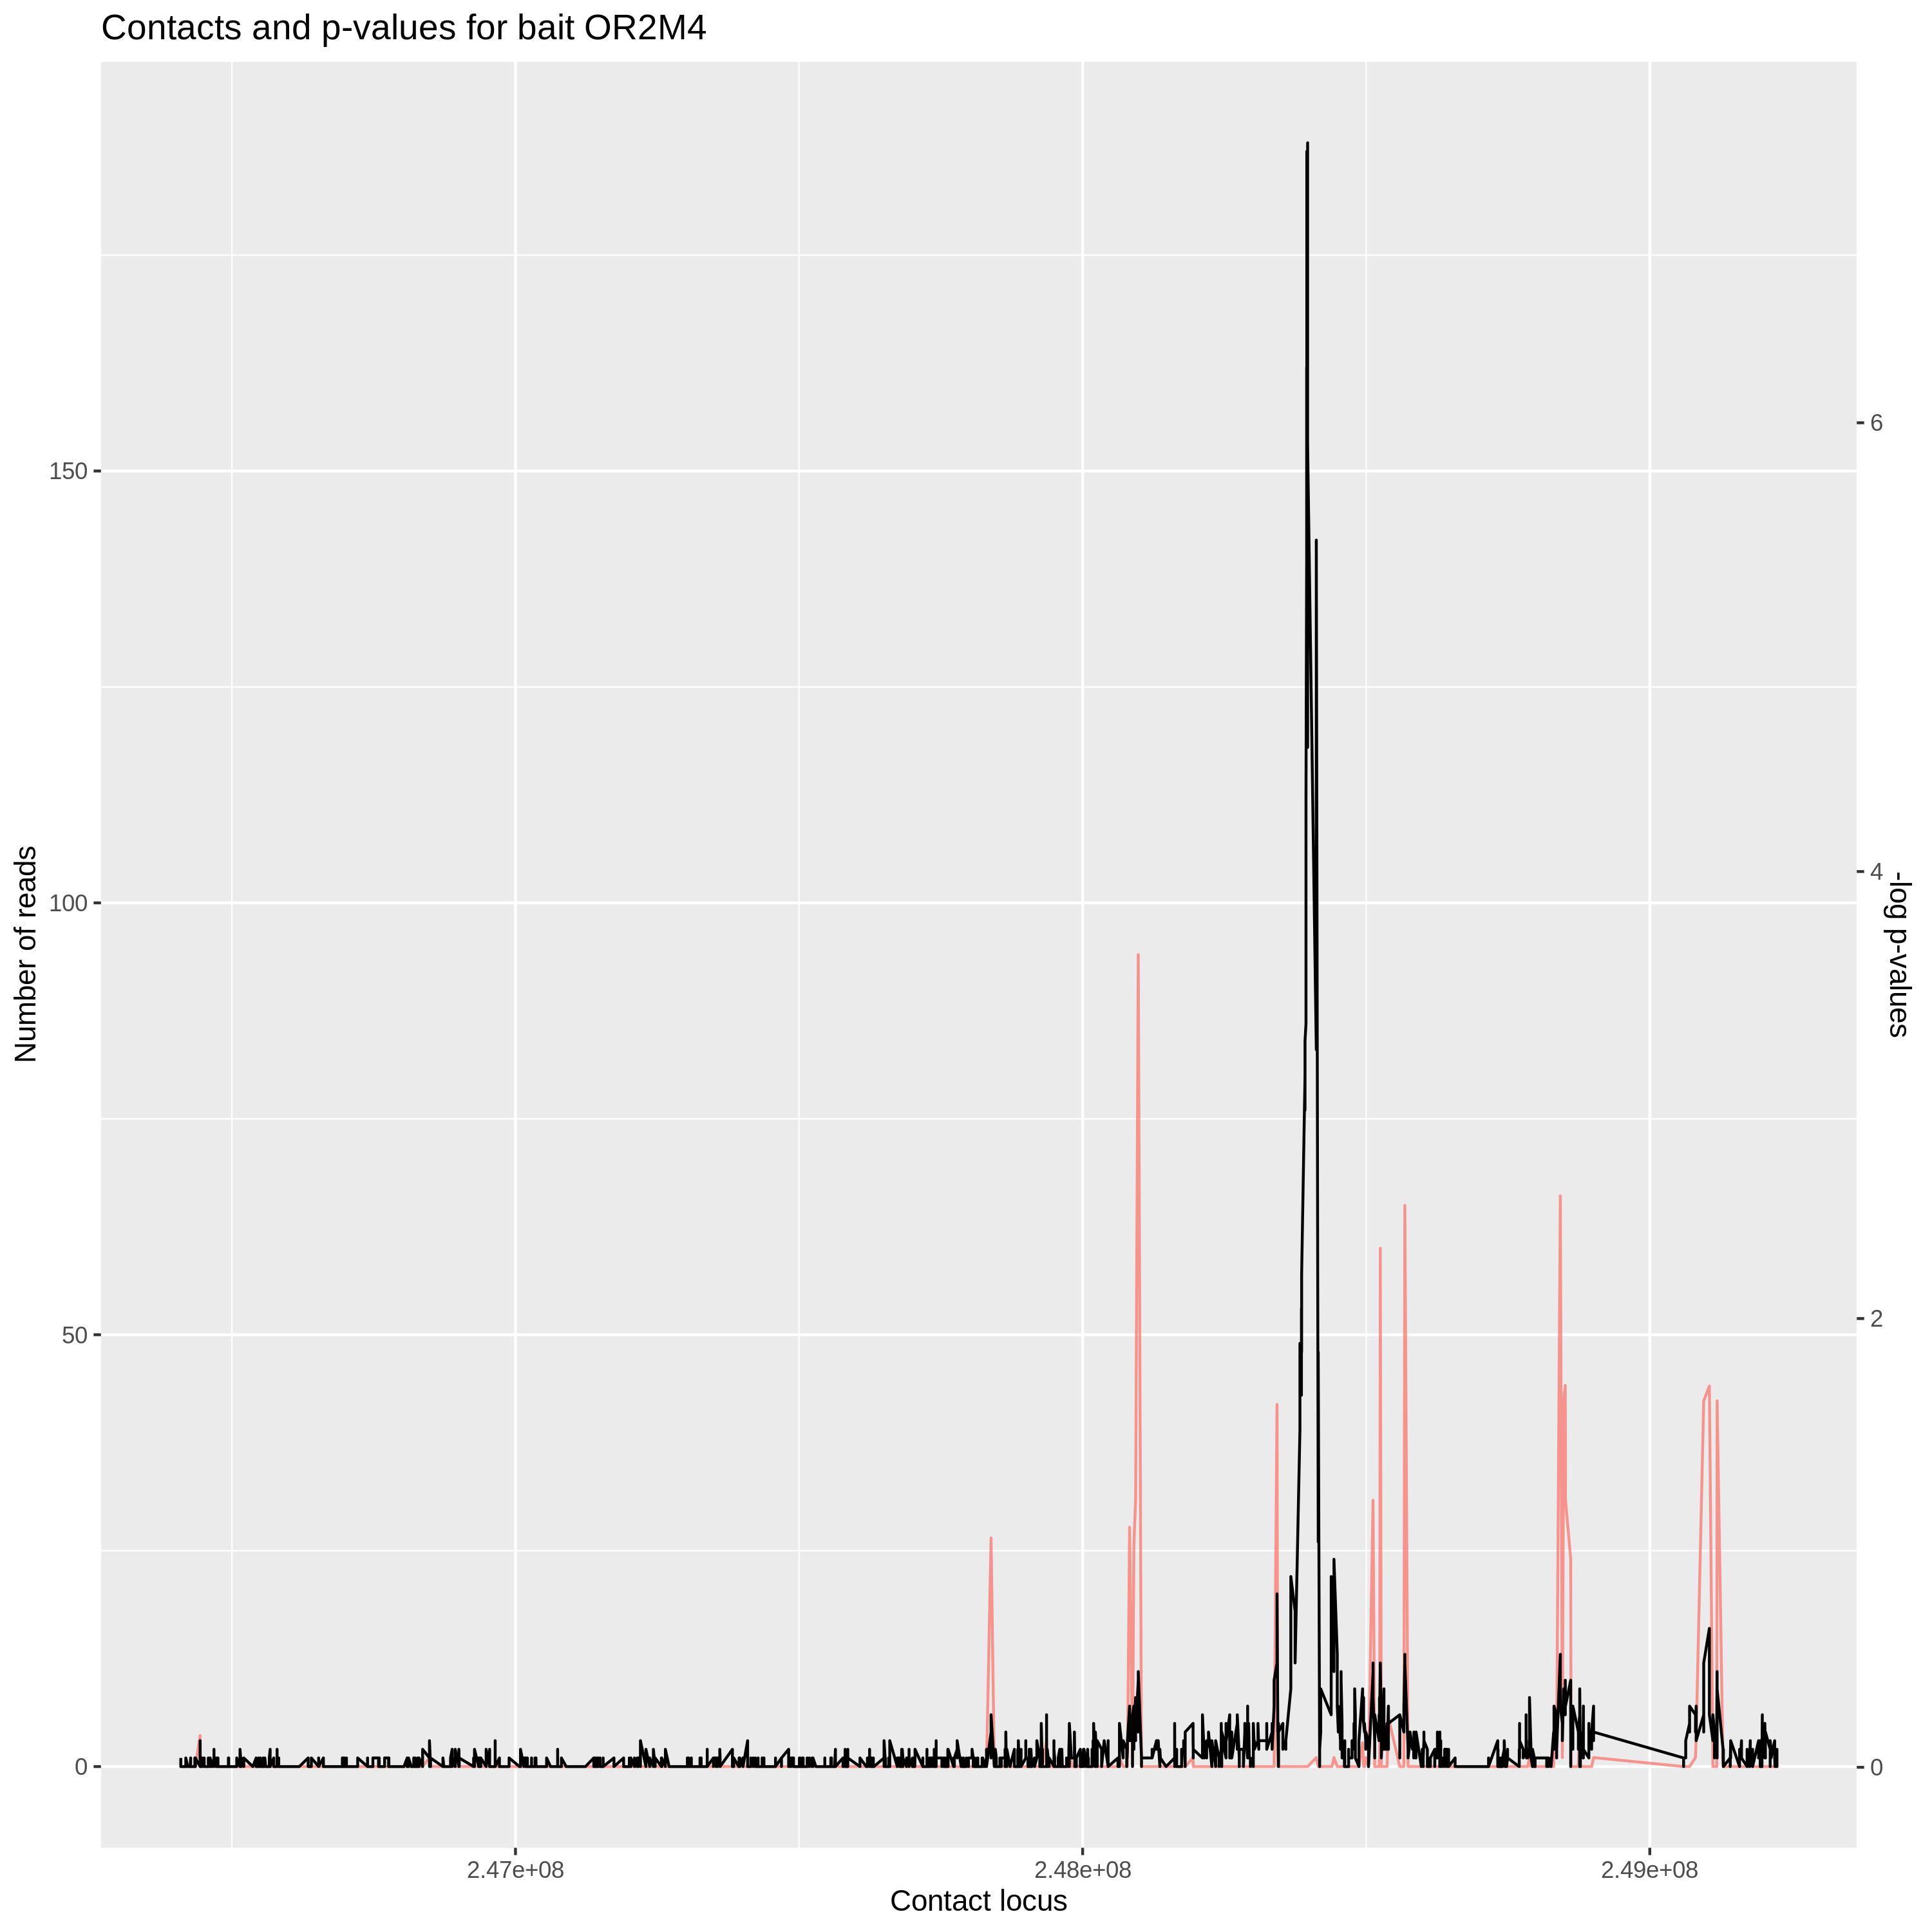 Contacts and p-values for bait OR2M4
Number of reads
150
100
50
0
6
4
2
0
-log p-values
2.47e+08
2.48e+08
2.49e+08
Contact locus